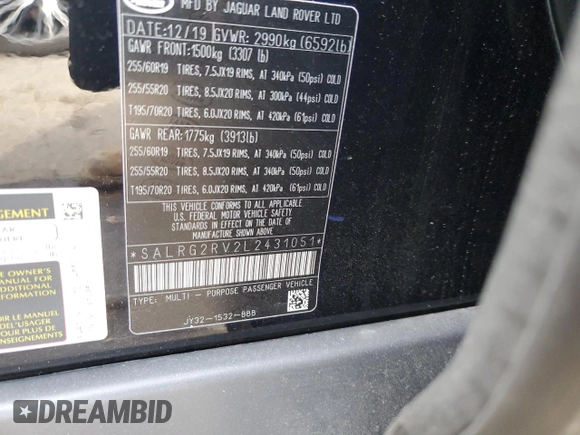 MFD BY JAGUAR LAND ROVER LTD
DATE: 12/19 GVWR: 2990kg (6592lb)
GAWR FRONT: 1500kg (3307 lb)
255/60R19 TIRES, 7.5JX19 RIMS, AT 340kPa (50psi) COLD
255/55R20 TIRES, 8.5JX20 RIMS, AT 300kPa (44psi) COLD
T195/70R20 TIRES, 6.0JX20 RIMS, AT 420kPa (61psi) COLD
GAWR REAR: 1775kg (3913lb)
255/60R19 TIRES, 7.5JX19 RIMS, AT 340kPa (50psi) COLD
255/55R20 TIRES, 8.5JX20 RIMS, AT 340kPa (50psi) COLD
T195/70R20 TIRES, 6.0JX20 RIMS, AT 420kPa (61psi) COLD
THIS VEHICLE CONFORMS TO ALL APPLICABLE
U.S. FEDERAL MOTOR VEHICLE SAFETY
STANDARDS IN EFFECT ON THE DATE OF
MANUFACTURE SHOWN ABOVE.
*SALRG2RV2L2431051*
TYPE: MULTI - PURPOSE PASSENGER VEHICLE
JY32-1532-BBB
GEMENT
E OWNER'S
MANUAL FOR
ADDITIONAL
FORMATION
OIR LE MANUEL
DE L'USAGER
POUR PLUS DE
DREAMBID